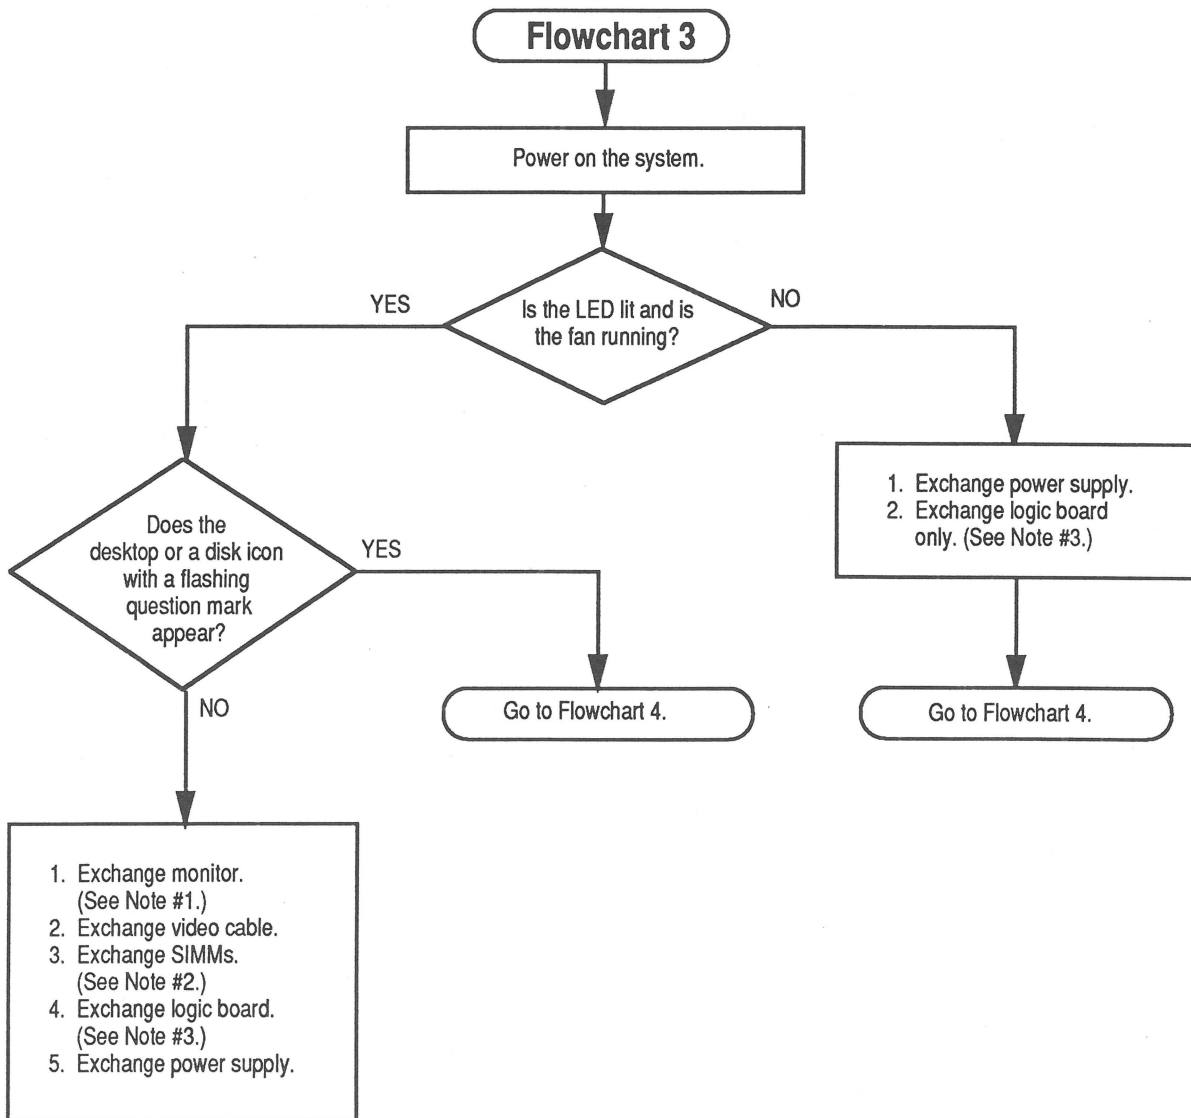 Flowchart 3
Power on the system.
Is the LED lit and is
the fan running?
YES
NO
Does the
desktop or a disk icon
with a flashing
question mark
appear?
YES
NO
1. Exchange power supply.
2. Exchange logic board
only. (See Note #3.)
Go to Flowchart 4.
Go to Flowchart 4.
1. Exchange monitor.
(See Note #1.)
2. Exchange video cable.
3. Exchange SIMMs.
(See Note #2.)
4. Exchange logic board.
(See Note #3.)
5. Exchange power supply.